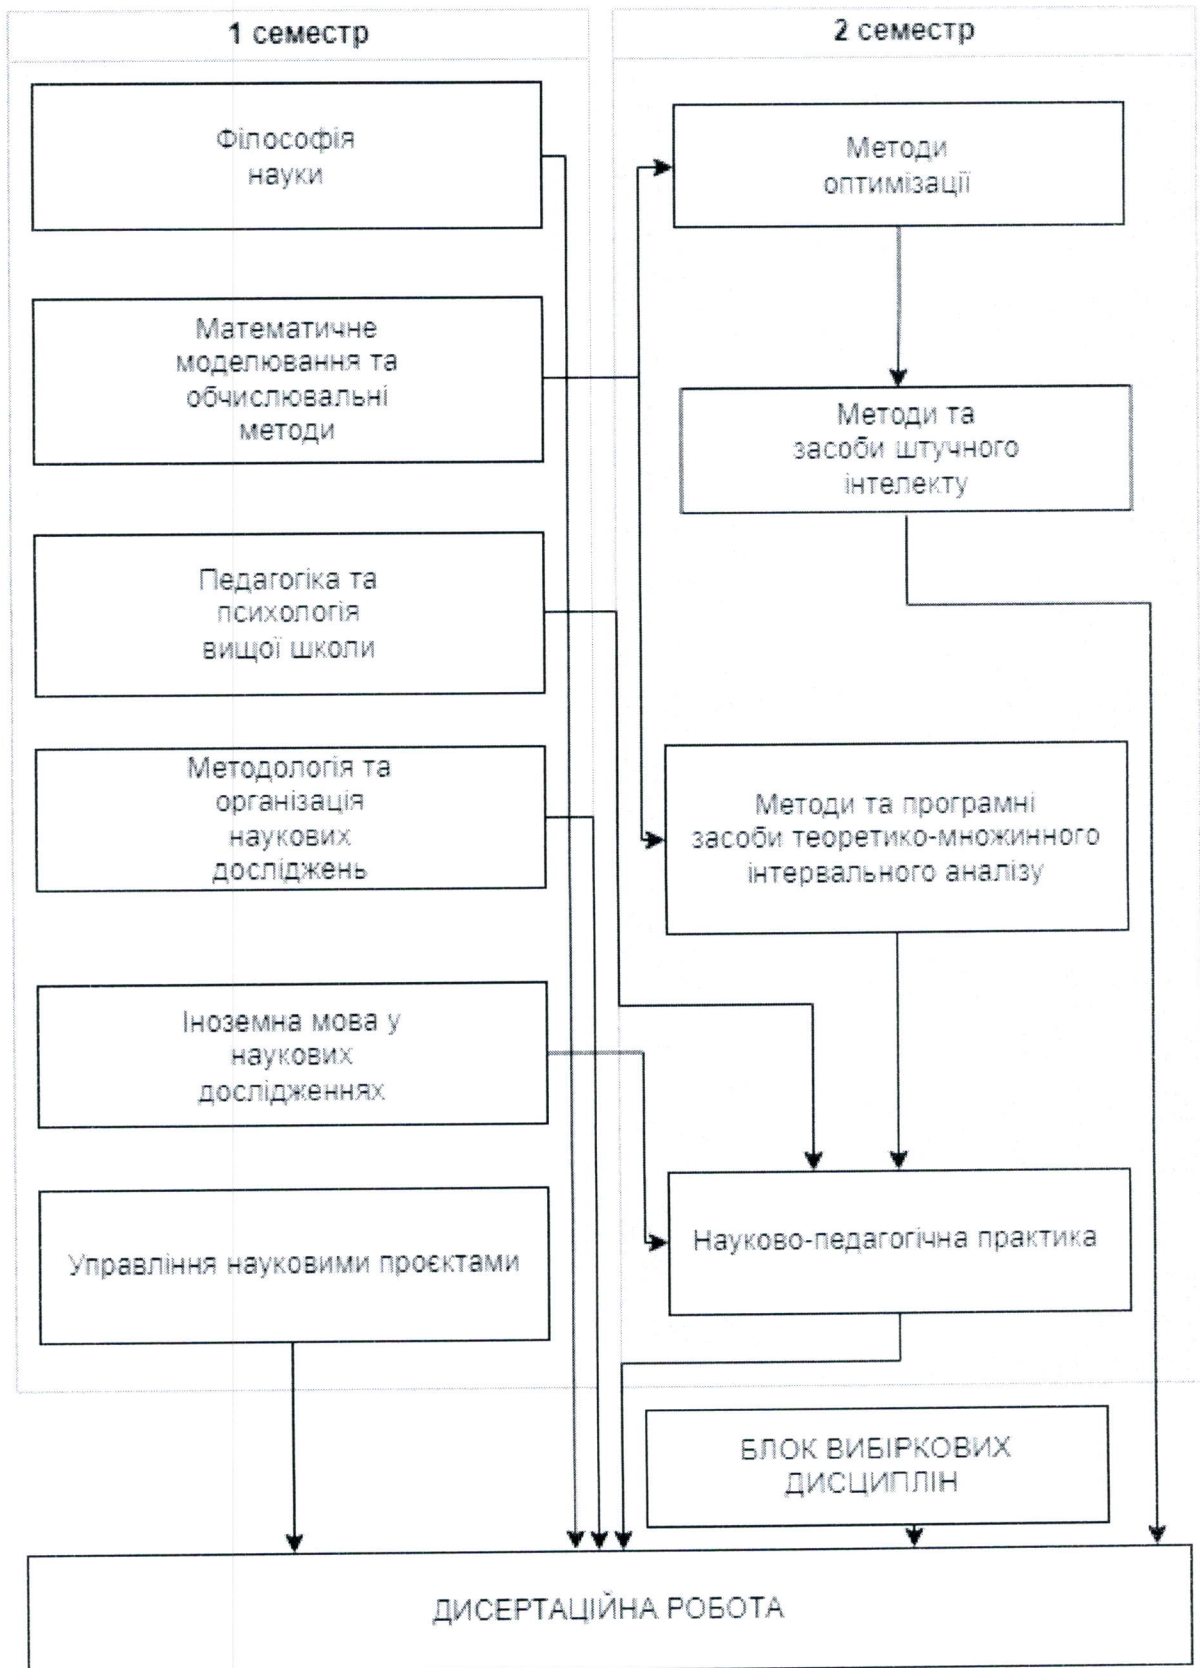 1 семестр
Філософія
науки
Математичне
моделювання та
обчислювальні
методи
Педагогіка та
психологія
вищої школи
Методологія та
організація
наукових
досліджень
Іноземна мова у
наукових
дослідженнях
Управління науковими проєктами
2 семестр
Методи
оптимізації
Методи та
засоби штучного
інтелекту
Методи та програмні
засоби теоретико-множинного
інтервального аналізу
Науково-педагогічна практика
БЛОК ВИБІРКОВИХ
ДИСЦИПЛІН
ДИСЕРТАЦІЙНА РОБОТА